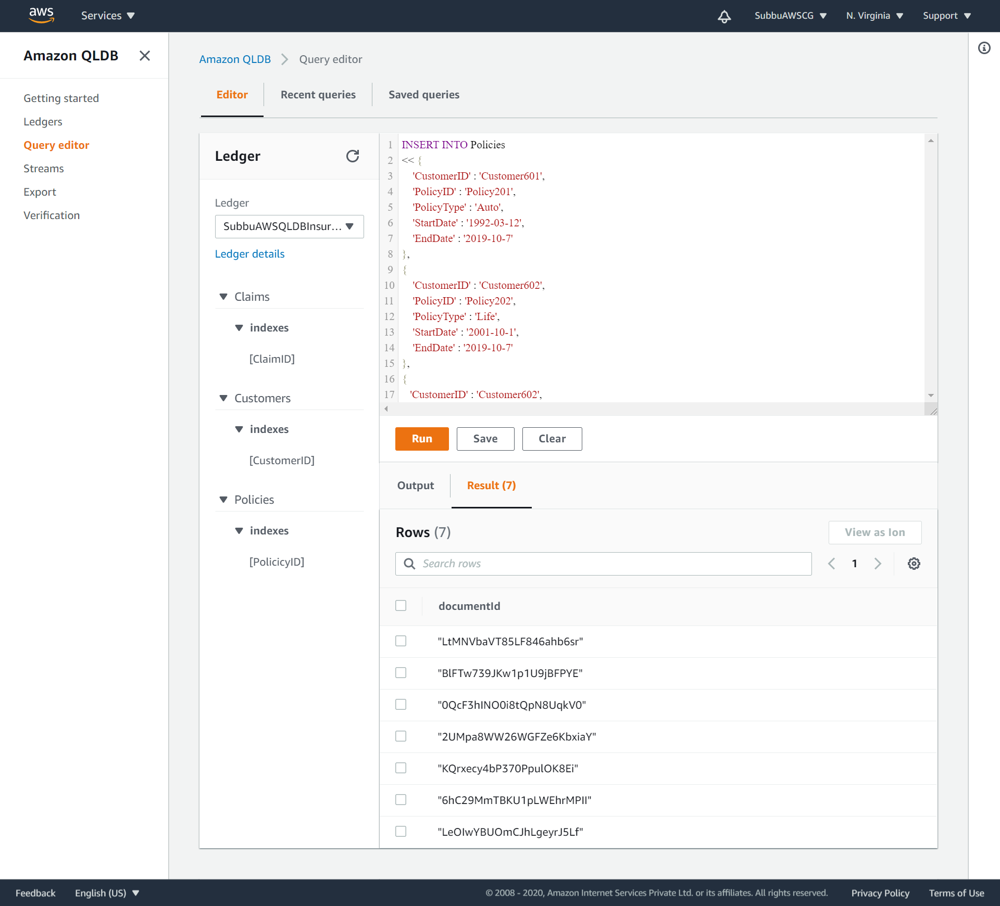 aws
Services
SubbuAWSCG
N. Virginia
Support
Amazon QLDB
Getting started
Ledgers
Query editor
Streams
Export
Verification
Amazon QLDB
Query editor
Editor
Recent queries
Saved queries
Ledger
Ledger
SubbuAWSQLDBInsur...
Ledger details
Claims
indexes
[ClaimID]
Customers
indexes
[CustomerID]
Policies
indexes
[PolicicyID]
1 INSERT INTO Policies
2 << {
3 'CustomerID' : 'Customer601',
4 'PolicyID' : 'Policy201',
5 'PolicyType' : 'Auto',
6 'StartDate' : '1992-03-12',
7 'EndDate' : '2019-10-7'
8 },
9 {
10 'CustomerID' : 'Customer602',
11 'PolicyID' : 'Policy202',
12 'PolicyType' : 'Life',
13 'StartDate' : '2001-10-1',
14 'EndDate' : '2019-10-7'
15 },
16 {
17 'CustomerID' : 'Customer602',
Run
Save
Clear
Output
Result (7)
Rows (7)
View as Ion
Search rows
1
documentId
"LtMNVbaVT85LF846ahb6sr"
"BlFTw739JKw1p1U9jBFPYE"
"0QcF3hINO0i8tQpN8UqkV0"
"2UMpa8WW26WGFZe6KbxiaY"
"KQrxecy4bP370PpulOK8Ei"
"6hC29MmTBKU1pLWEhrMPII"
"LeOIwYBUOmCJhLgeyrJ5Lf"
Feedback
English (US)
© 2008 - 2020, Amazon Internet Services Private Ltd. or its affiliates. All rights reserved.
Privacy Policy
Terms of Use